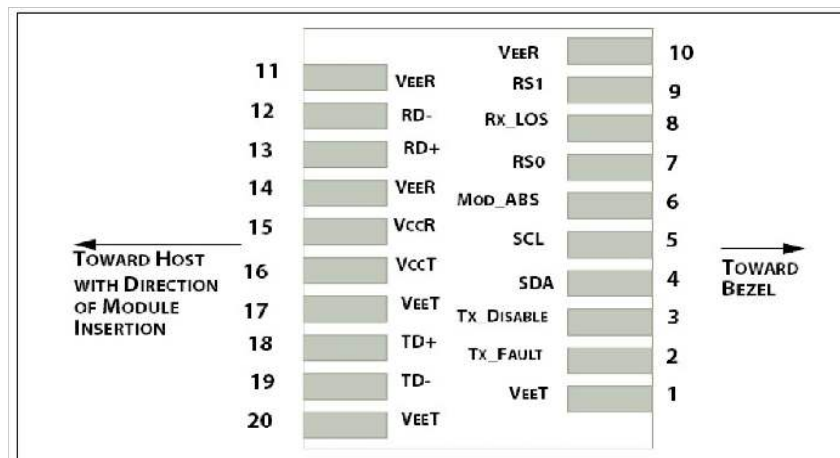 11 VEER
12 RD-
13 RD+
14 VEER
15 VCCR
16 VCCT
17 VEET
18 TD+
19 TD-
20 VEET
VEER 10
RS1 9
RX_LOS 8
RS0 7
MOD_ABS 6
SCL 5
SDA 4
TX_DISABLE 3
TX_FAULT 2
VEET 1
TOWARD HOST
WITH DIRECTION
OF MODULE
INSERTION
TOWARD
BEZEL